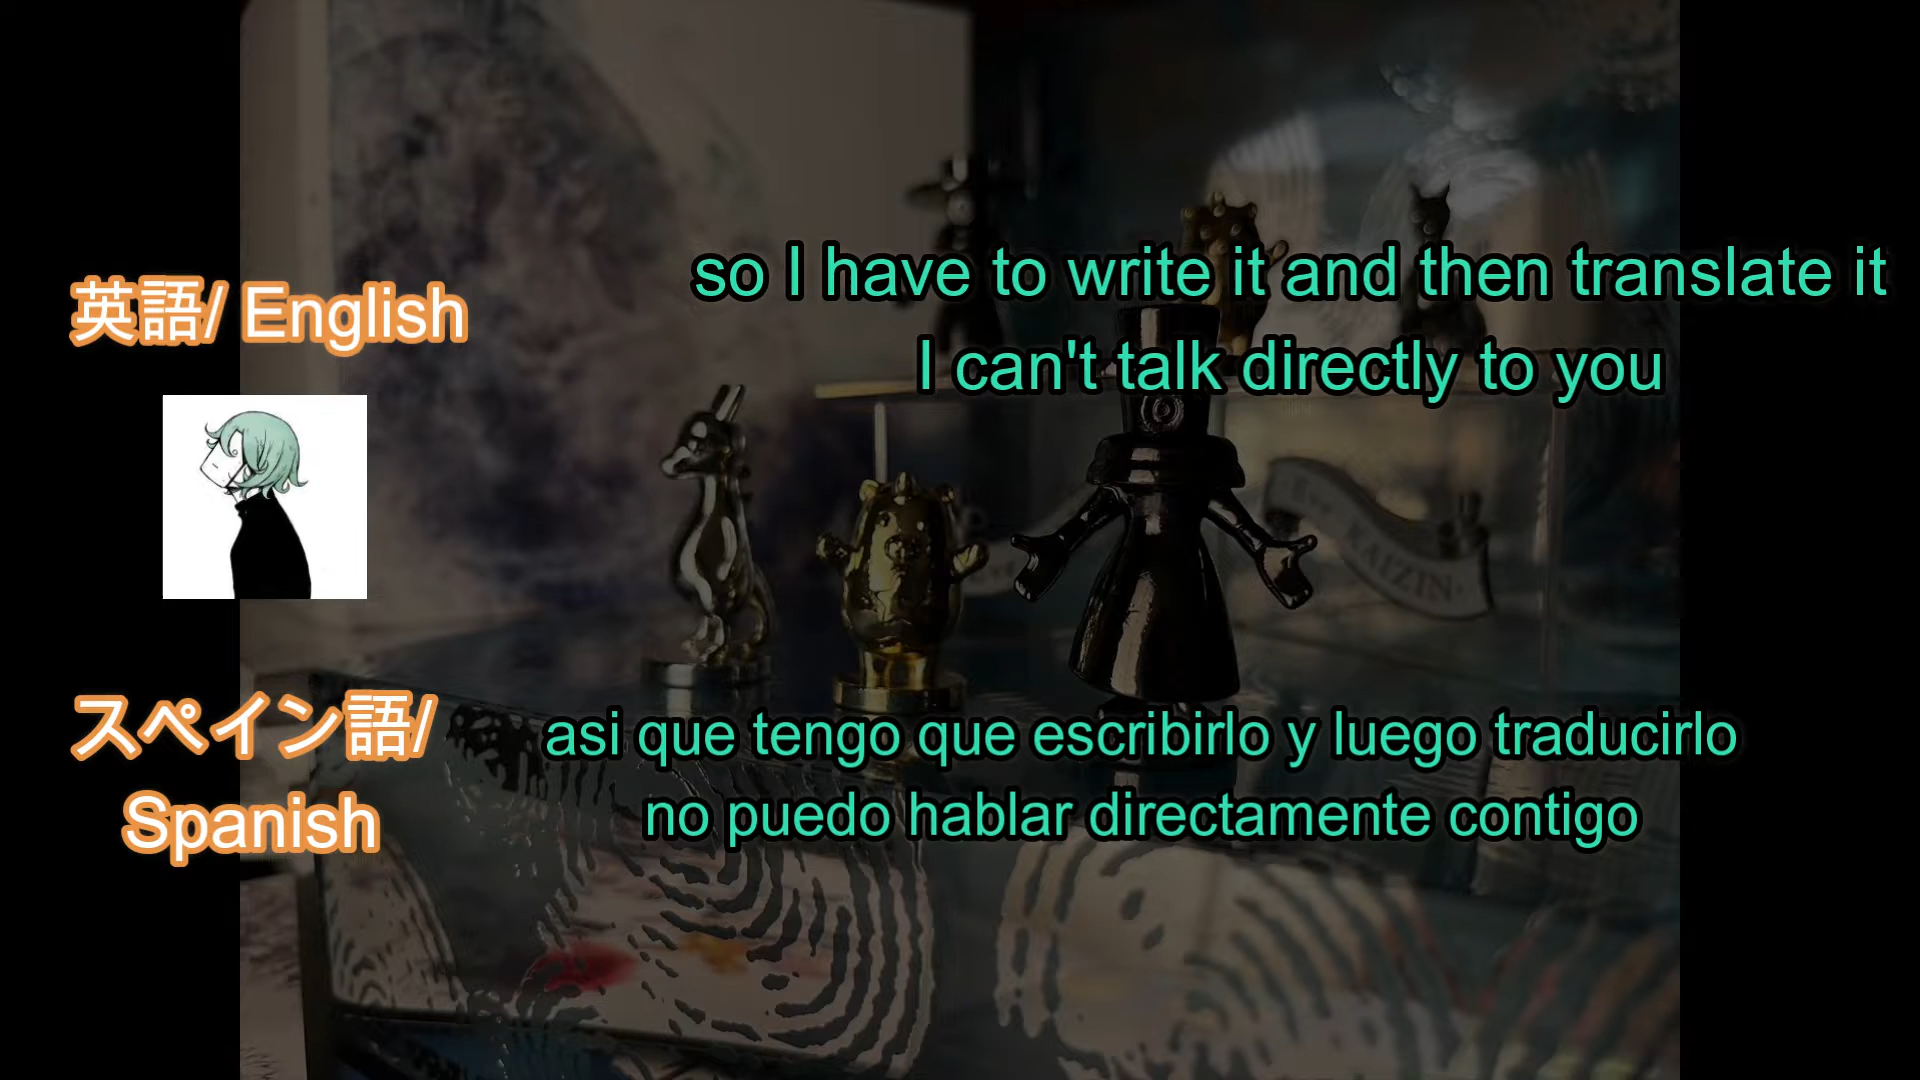 英語/ English
so I have to write it and then translate it
I can't talk directly to you
KAIZIN.
スペイン語/
Spanish
asi que tengo que escribirlo y luego traducirlo
no puedo hablar directamente contigo